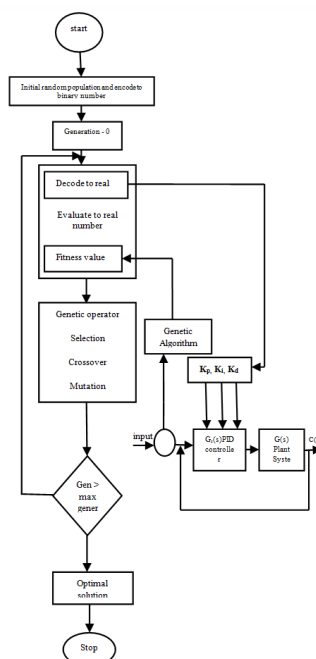 start
Initial random population and encode to
binary number
Generation - 0
Decode to real
Evaluate to real
number
Fitness value
Genetic operator
Selection
Crossover
Mutation
Genetic
Algorithm
Kp, Ki, Kd
input
Gc(s)PID
controlle
r
G(s)
Plant
Syste
C(
Gen >
max
gener
Optimal
solution
Stop